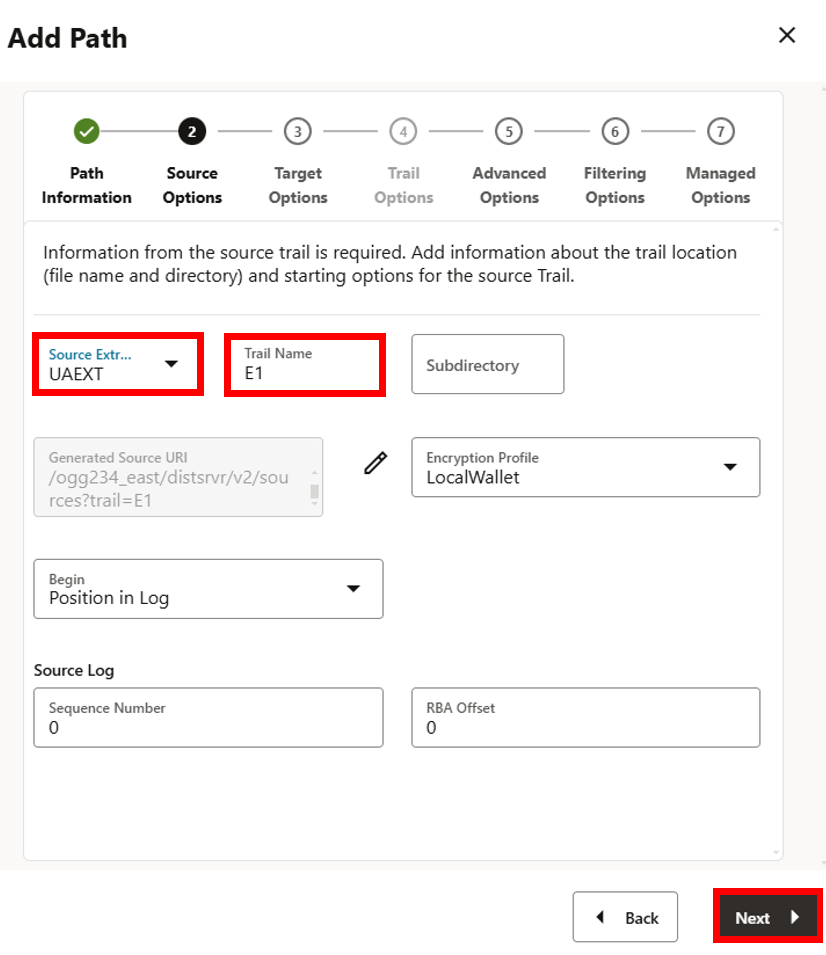 Add Path
2
3
4
5
6
7
Path
Information
Source
Options
Target
Options
Trail
Options
Advanced
Options
Filtering
Options
Managed
Options
Information from the source trail is required. Add information about the trail location
(file name and directory) and starting options for the source Trail.
Source Extr...
UAEXT
Trail Name
E1
Subdirectory
Generated Source URI
/ogg234_east/distsrvr/v2/sou
rces?trail=E1
Encryption Profile
LocalWallet
Begin
Position in Log
Source Log
Sequence Number
0
RBA Offset
0
Back
Next